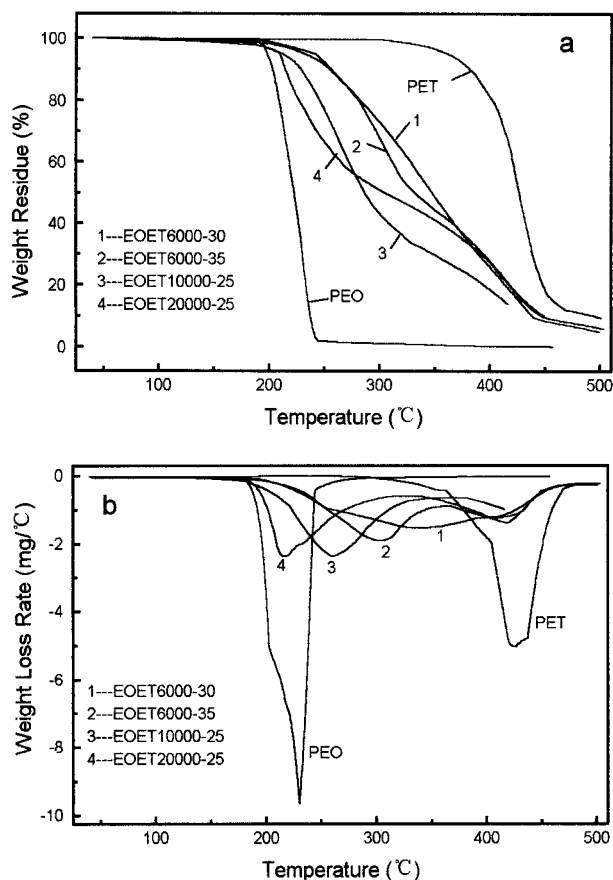 a
100
80
60
40
20
0
Weight Residue (%)
PET
1
2
4
3
PEO
1---EOET6000-30
2---EOET6000-35
3---EOET10000-25
4---EOET20000-25
100 200 300 400 500
Temperature (℃)
b
0
-2
-4
-6
-8
-10
Weight Loss Rate (mg/℃)
4 3 2 1
PET
PEO
1---EOET6000-30
2---EOET6000-35
3---EOET10000-25
4---EOET20000-25
100 200 300 400 500
Temperature (℃)